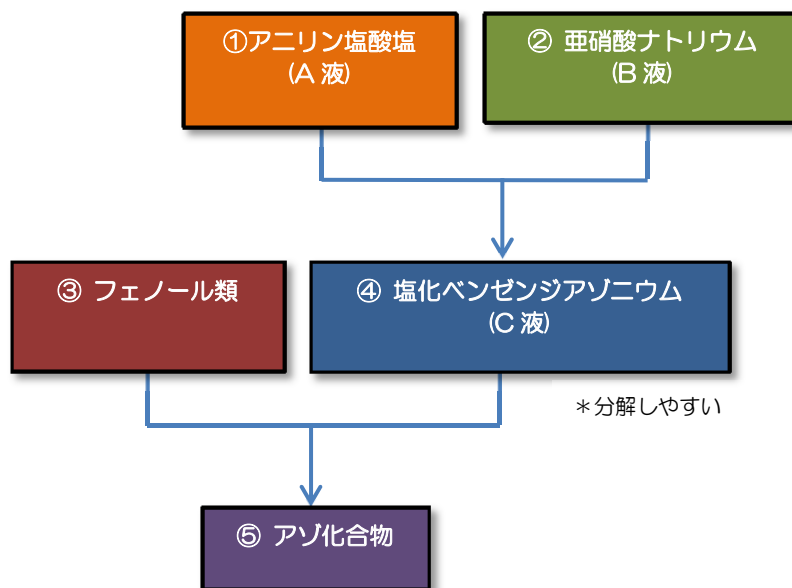 ①アニリン塩酸塩
(A 液)
② 亜硝酸ナトリウム
(B 液)
③ フェノール類
④ 塩化ベンゼンジアゾニウム
(C 液)
＊分解しやすい
⑤ アゾ化合物